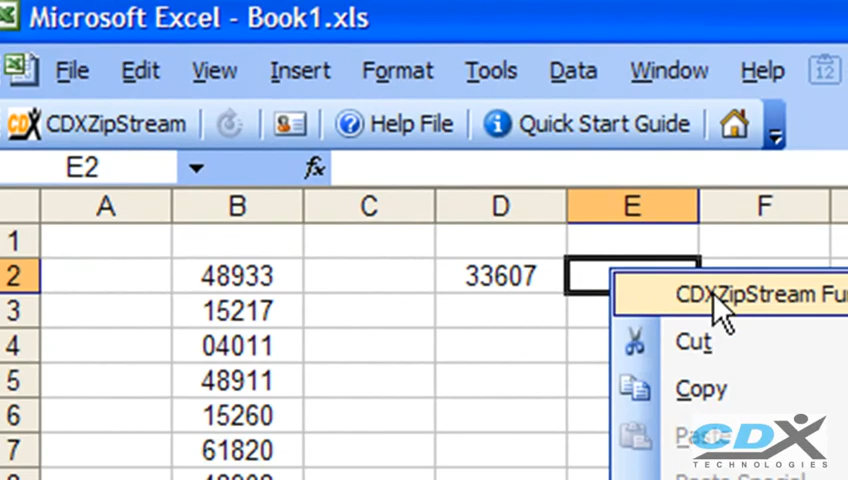 Microsoft Excel - Book1.xls
File Edit View Insert Format Tools Data Window Help 12
CDXZipStream Help File Quick Start Guide
E2 fx
A B C D E F
1
2 48933 33607
CDXZipStream Fu
3 15217
Cut
4 04011
5 48911
Copy
6 15260
Paste
CDX
7 61820
TECHNOLOGIES